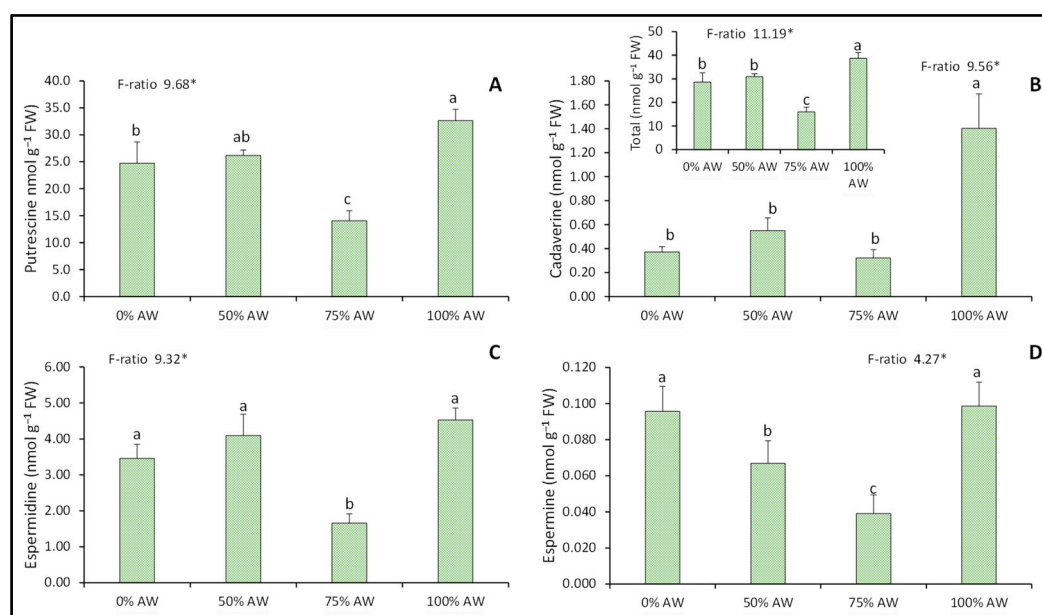 F-ratio 9.68*
A
Putrescine nmol g⁻¹ FW)
40.0
35.0
30.0
25.0
20.0
15.0
10.0
5.0
0.0
b
ab
c
a
0% AW
50% AW
75% AW
100% AW
F-ratio 11.19*
Total (nmol g⁻¹ FW)
50
40
30
20
10
0
b
b
c
a
0% AW
50% AW
75% AW
100%
AW
F-ratio 9.56*
B
Cadaverine (nmol g⁻¹ FW)
1.80
1.60
1.40
1.20
1.00
0.80
0.60
0.40
0.20
0.00
b
b
b
a
0% AW
50% AW
75% AW
100% AW
F-ratio 9.32*
C
Espermidine (nmol g⁻¹ FW)
6.00
5.00
4.00
3.00
2.00
1.00
0.00
a
a
b
a
0% AW
50% AW
75% AW
100% AW
F-ratio 4.27*
D
Espermine (nmol g⁻¹ FW)
0.120
0.100
0.080
0.060
0.040
0.020
0.000
a
b
c
a
0% AW
50% AW
75% AW
100% AW